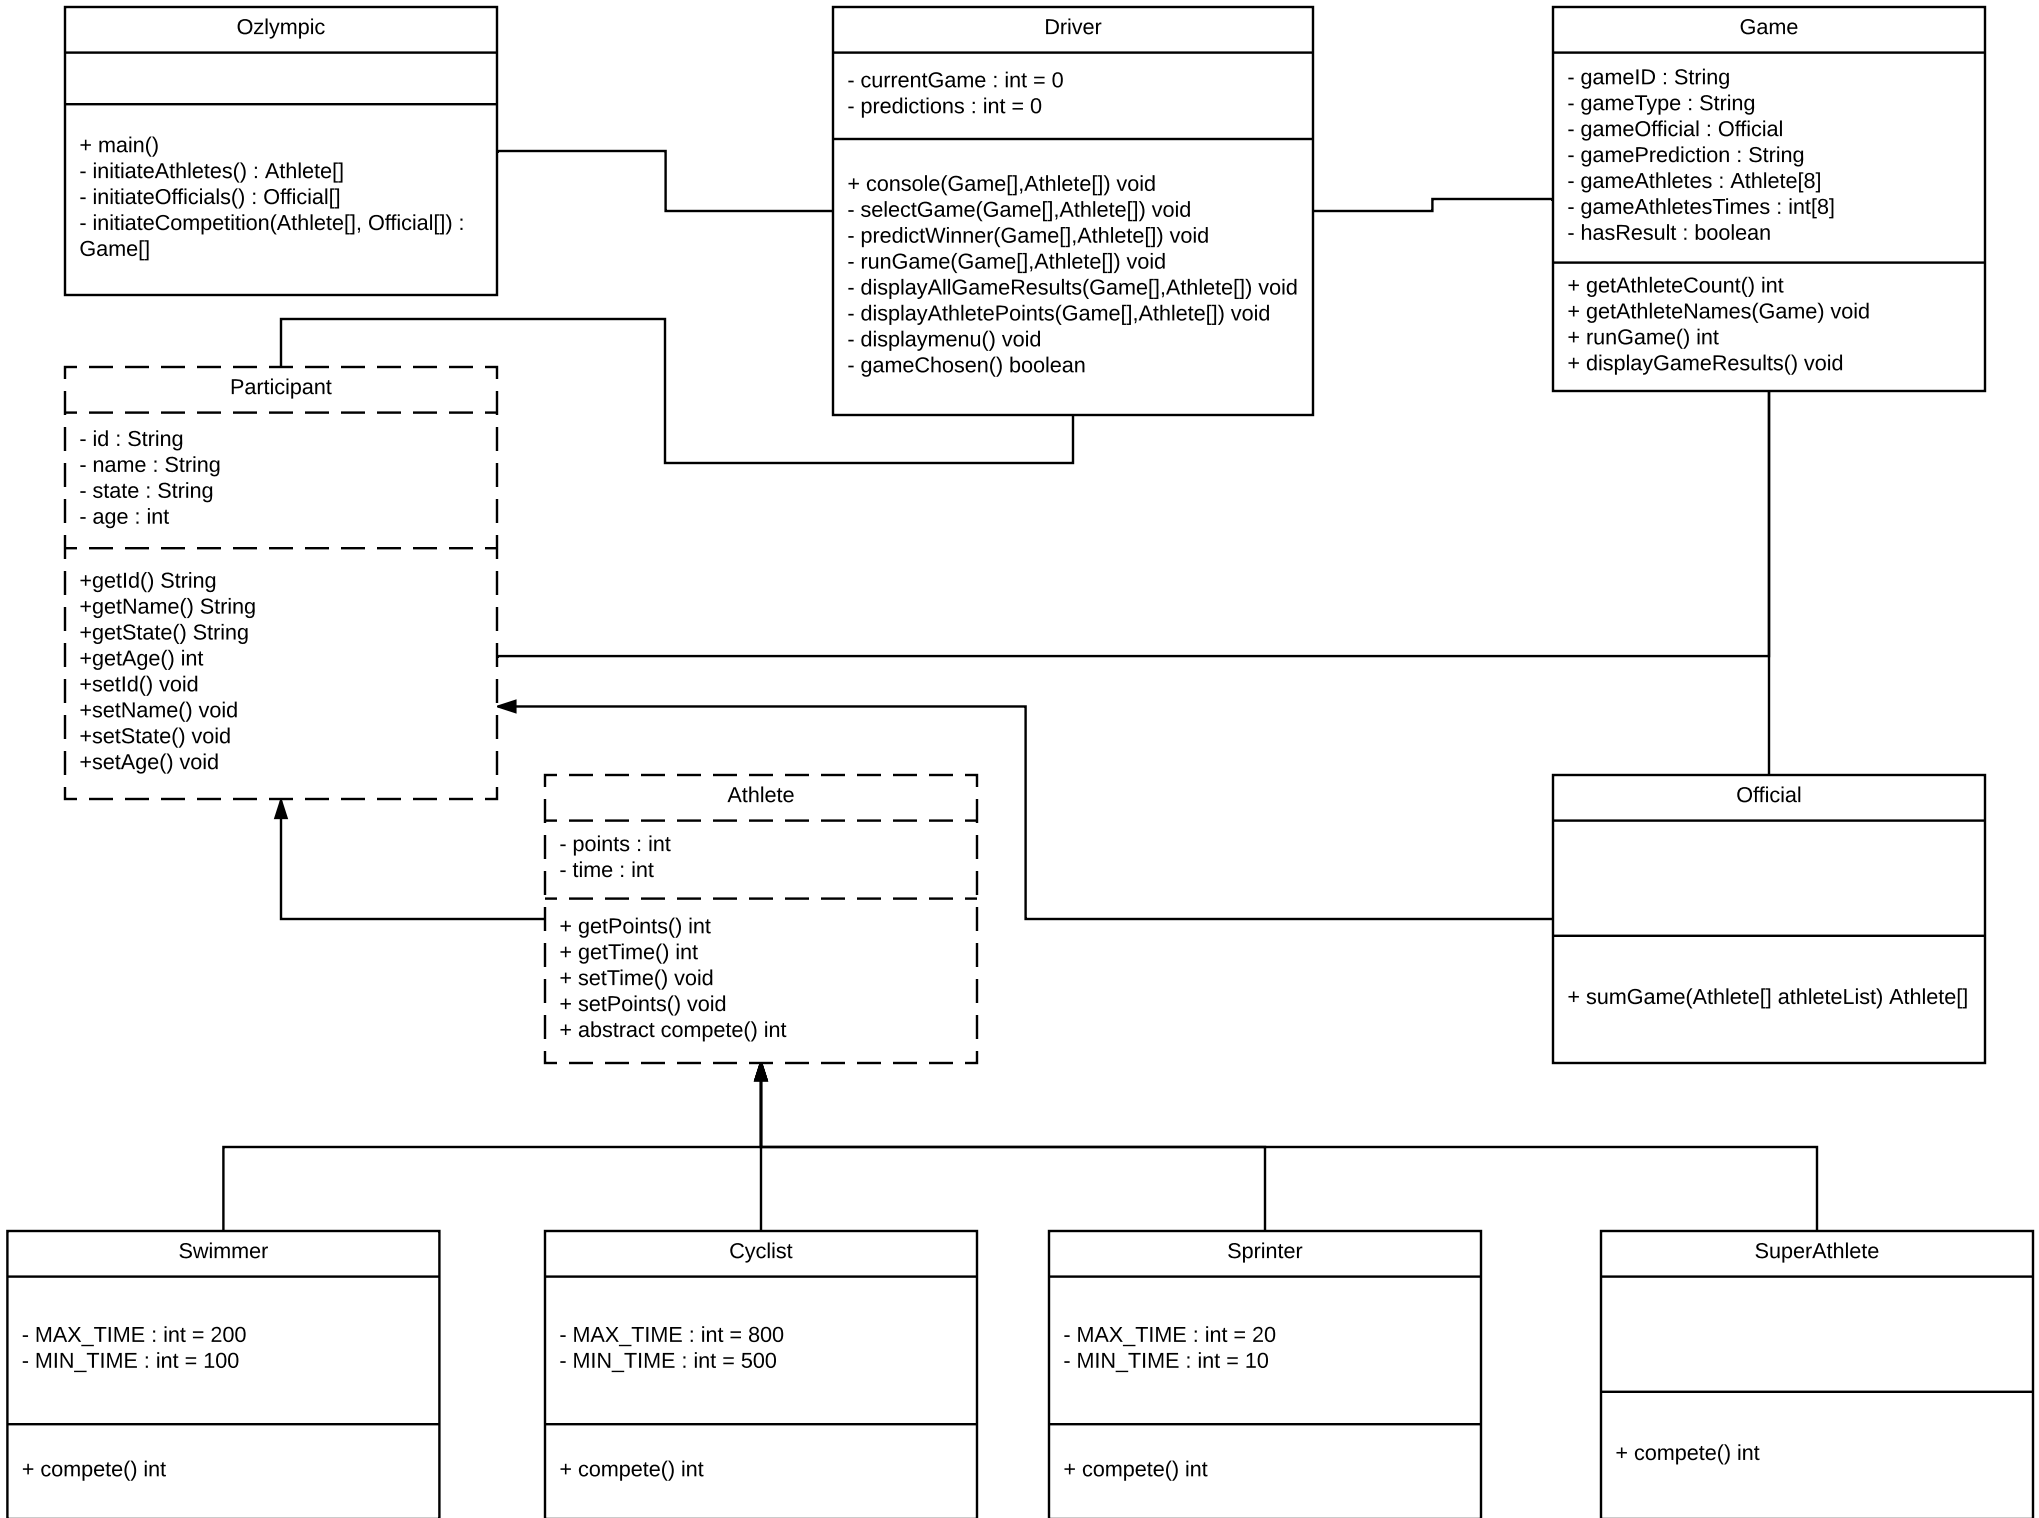 Ozlympic
+ main()
- initiateAthletes() : Athlete[]
- initiateOfficials() : Official[]
- initiateCompetition(Athlete[], Official[]) :
Game[]
Driver
- currentGame : int = 0
- predictions : int = 0
+ console(Game[],Athlete[]) void
- selectGame(Game[],Athlete[]) void
- predictWinner(Game[],Athlete[]) void
- runGame(Game[],Athlete[]) void
- displayAllGameResults(Game[],Athlete[]) void
- displayAthletePoints(Game[],Athlete[]) void
- displaymenu() void
- gameChosen() boolean
Game
- gameID : String
- gameType : String
- gameOfficial : Official
- gamePrediction : String
- gameAthletes : Athlete[8]
- gameAthletesTimes : int[8]
- hasResult : boolean
+ getAthleteCount() int
+ getAthleteNames(Game) void
+ runGame() int
+ displayGameResults() void
Participant
- id : String
- name : String
- state : String
- age : int
+getId() String
+getName() String
+getState() String
+getAge() int
+setId() void
+setName() void
+setState() void
+setAge() void
Athlete
- points : int
- time : int
+ getPoints() int
+ getTime() int
+ setTime() void
+ setPoints() void
+ abstract compete() int
Official
+ sumGame(Athlete[] athleteList) Athlete[]
Swimmer
- MAX_TIME : int = 200
- MIN_TIME : int = 100
+ compete() int
Cyclist
- MAX_TIME : int = 800
- MIN_TIME : int = 500
+ compete() int
Sprinter
- MAX_TIME : int = 20
- MIN_TIME : int = 10
+ compete() int
SuperAthlete
+ compete() int